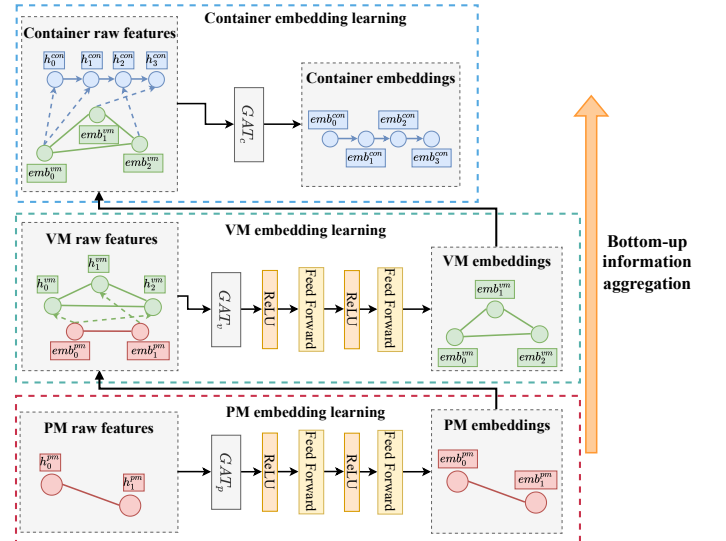 Container embedding learning
Container raw features
h_0^{con}
h_1^{con}
h_2^{con}
h_3^{con}
emb_1^{vm}
emb_0^{vm}
emb_2^{vm}
GAT_c
Container embeddings
emb_0^{con}
emb_2^{con}
emb_1^{con}
emb_3^{con}
VM embedding learning
VM raw features
h_1^{vm}
h_0^{vm}
h_2^{vm}
emb_0^{pm}
emb_1^{pm}
GAT_v
ReLU
Feed Forward
ReLU
Feed Forward
VM embeddings
emb_1^{vm}
emb_0^{vm}
emb_2^{vm}
PM embedding learning
PM raw features
h_0^{pm}
h_1^{pm}
GAT_p
ReLU
Feed Forward
ReLU
Feed Forward
PM embeddings
emb_0^{pm}
emb_1^{pm}
Bottom-up
information
aggregation